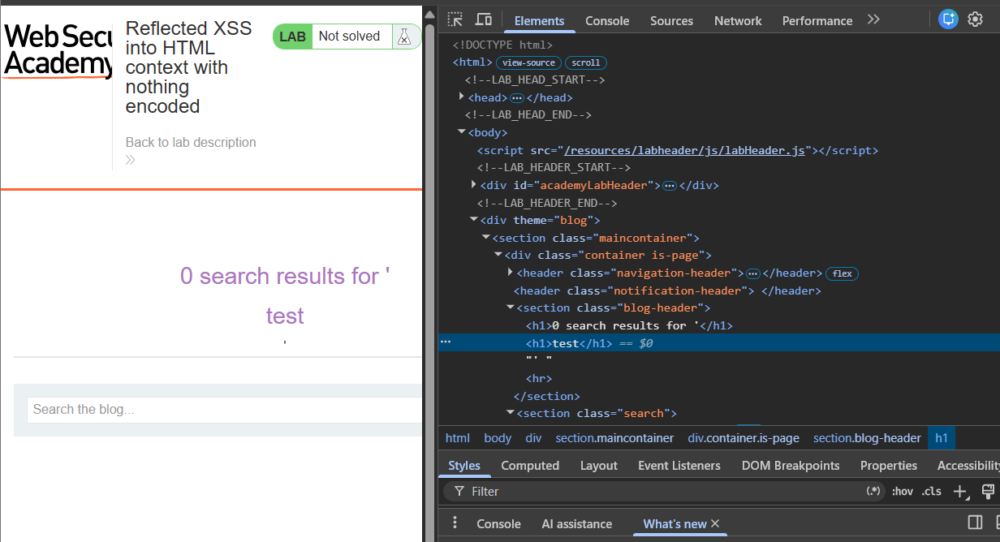 Web Secu
Academy
Reflected XSS
into HTML
context with
nothing
encoded
Back to lab description
LAB Not solved
0 search results for '
test
'
Search the blog...
Elements Console Sources Network Performance
<!DOCTYPE html>
<html> view-source scroll
<!--LAB_HEAD_START-->
<head>…</head>
<!--LAB_HEAD_END-->
<body>
<script src="/resources/labheader/js/labHeader.js"></script>
<!--LAB_HEADER_START-->
<div id="academyLabHeader">…</div>
<!--LAB_HEADER_END-->
<div theme="blog">
<section class="maincontainer">
<div class="container is-page">
<header class="navigation-header">…</header> flex
<header class="notification-header"> </header>
<section class="blog-header">
<h1>0 search results for '</h1>
<h1>test</h1> == $0
"' "
<hr>
</section>
<section class="search">
html body div section.maincontainer div.container.is-page section.blog-header h1
Styles Computed Layout Event Listeners DOM Breakpoints Properties Accessibility
Filter (.*) :hov .cls
Console AI assistance What's new